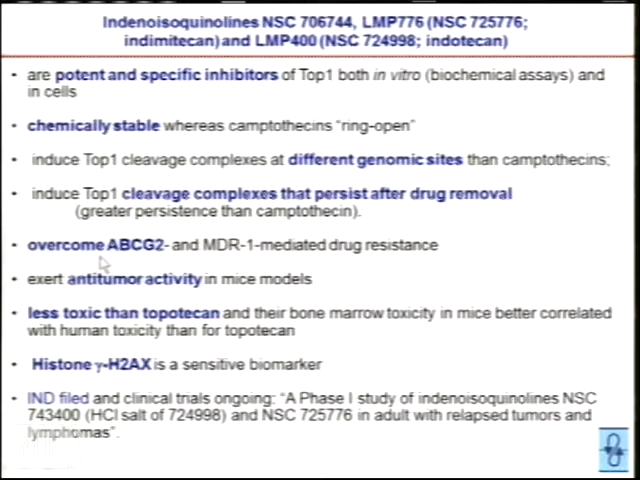 Indenoisoquinolines NSC 706744, LMP776 (NSC 725776;
indimitecan) and LMP400 (NSC 724998; indotecan)
• are potent and specific inhibitors of Top1 both in vitro (biochemical assays) and
in cells
• chemically stable whereas camptothecins "ring-open"
• induce Top1 cleavage complexes at different genomic sites than camptothecins;
• induce Top1 cleavage complexes that persist after drug removal
(greater persistence than camptothecin).
• overcome ABCG2- and MDR-1-mediated drug resistance
• exert antitumor activity in mice models
• less toxic than topotecan and their bone marrow toxicity in mice better correlated
with human toxicity than for topotecan
• Histone γ-H2AX is a sensitive biomarker
• IND filed and clinical trials ongoing: "A Phase I study of indenoisoquinolines NSC
743400 (HCl salt of 724998) and NSC 725776 in adult with relapsed tumors and
lymphomas".